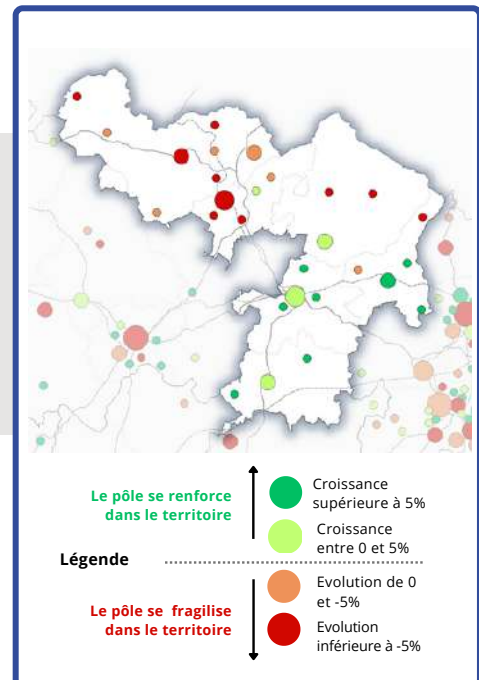 Le pôle se renforce
dans le territoire
Croissance
supérieure à 5%
Croissance
entre 0 et 5%
Légende
Le pôle se fragilise
dans le territoire
Evolution de 0
et -5%
Evolution
inférieure à -5%